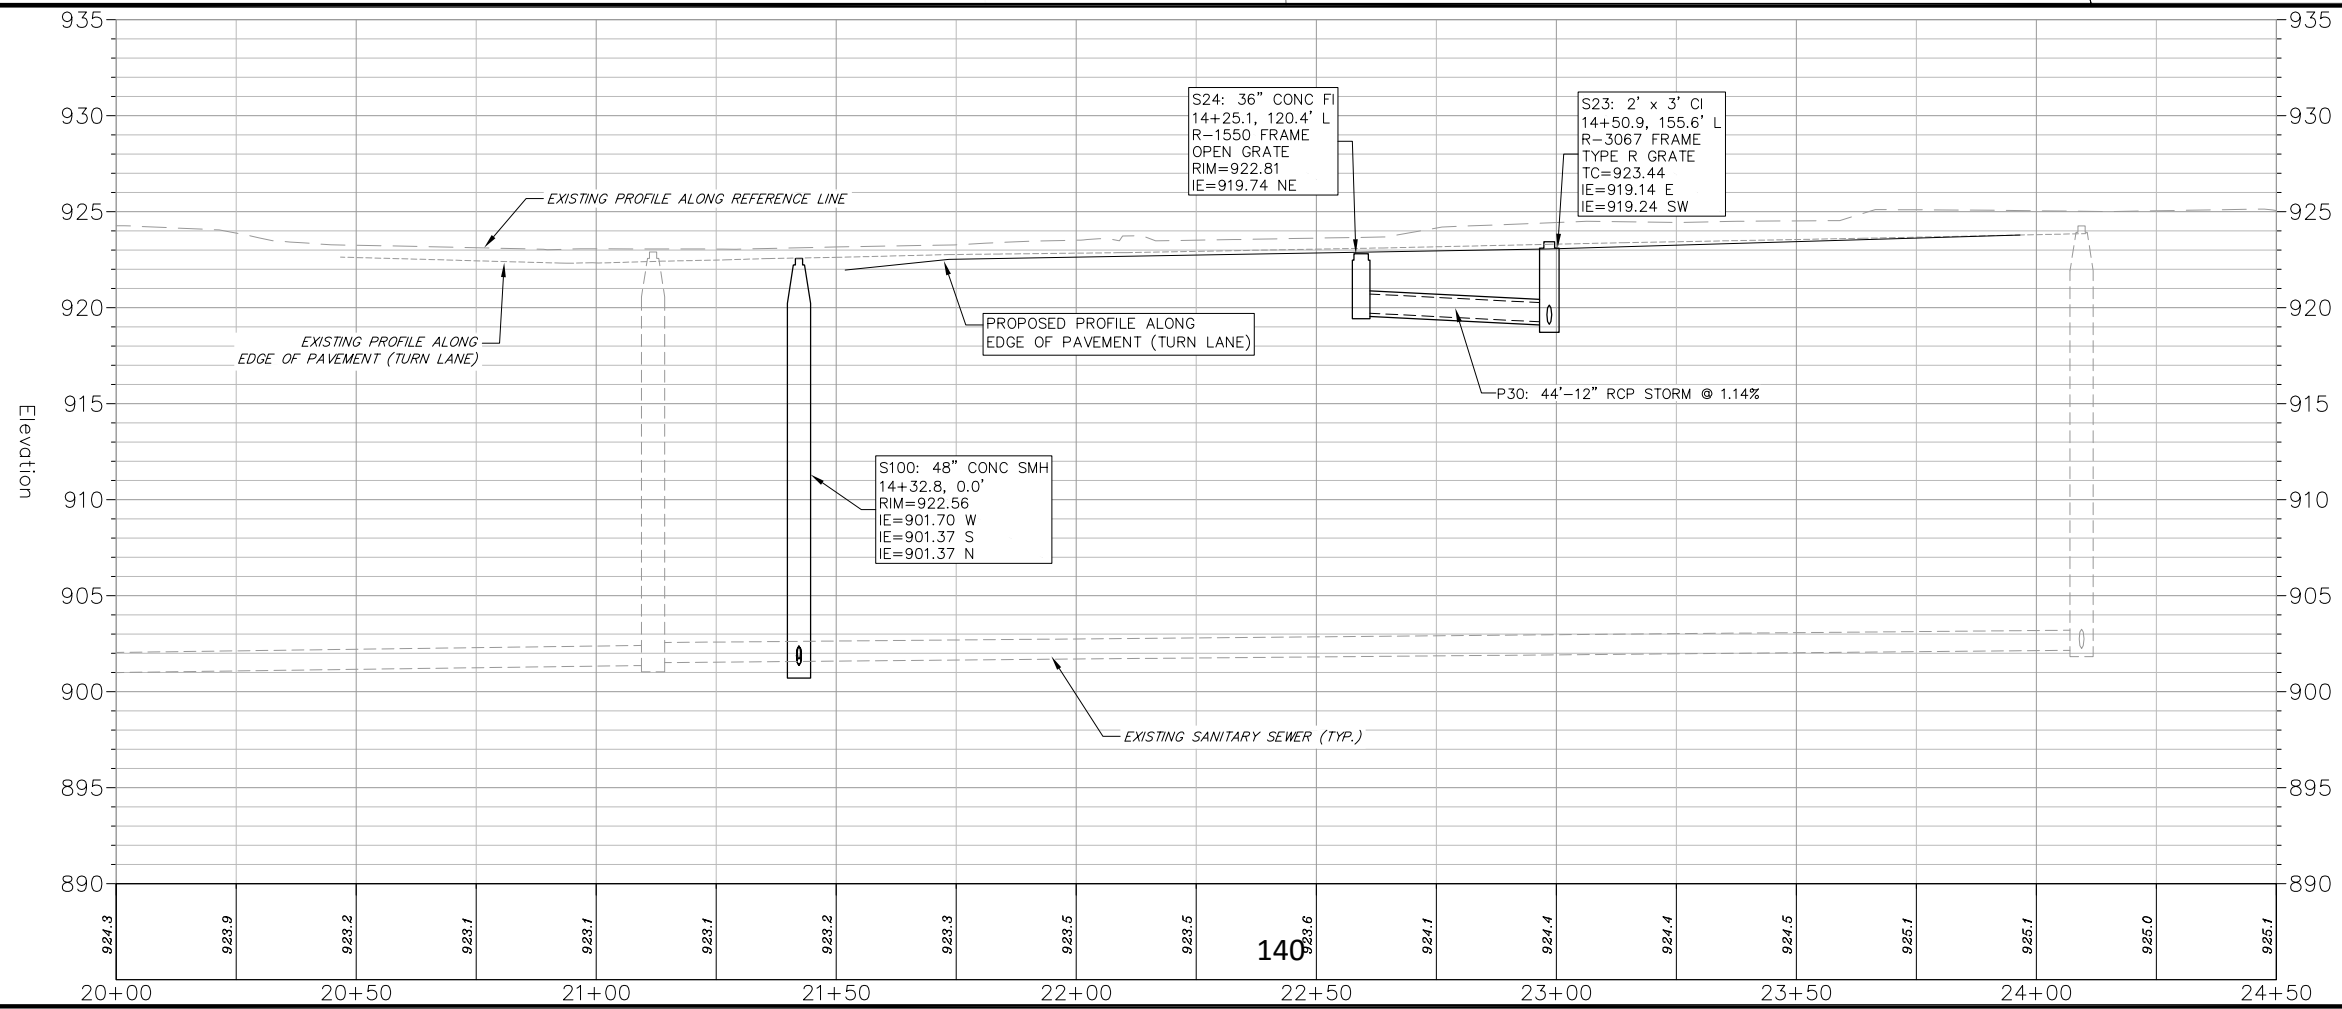 935
935
930
930
925
925
920
920
915
915
910
910
905
905
900
900
895
895
890
890
Elevation
S24: 36" CONC FI
14+25.1, 120.4' L
R-1550 FRAME
OPEN GRATE
RIM=922.81
IE=919.74 NE
S23: 2' x 3' CI
14+50.9, 155.6' L
R-3067 FRAME
TYPE R GRATE
TC=923.44
IE=919.14 E
IE=919.24 SW
EXISTING PROFILE ALONG REFERENCE LINE
EXISTING PROFILE ALONG
EDGE OF PAVEMENT (TURN LANE)
PROPOSED PROFILE ALONG
EDGE OF PAVEMENT (TURN LANE)
P30: 44'-12" RCP STORM @ 1.14%
S100: 48" CONC SMH
14+32.8, 0.0'
RIM=922.56
IE=901.70 W
IE=901.37 S
IE=901.37 N
EXISTING SANITARY SEWER (TYP.)
924.3
923.9
923.2
923.1
923.1
923.1
923.2
923.3
923.5
923.5
923.6
924.1
924.4
924.4
924.5
925.1
925.1
925.0
925.1
140
20+00
20+50
21+00
21+50
22+00
22+50
23+00
23+50
24+00
24+50